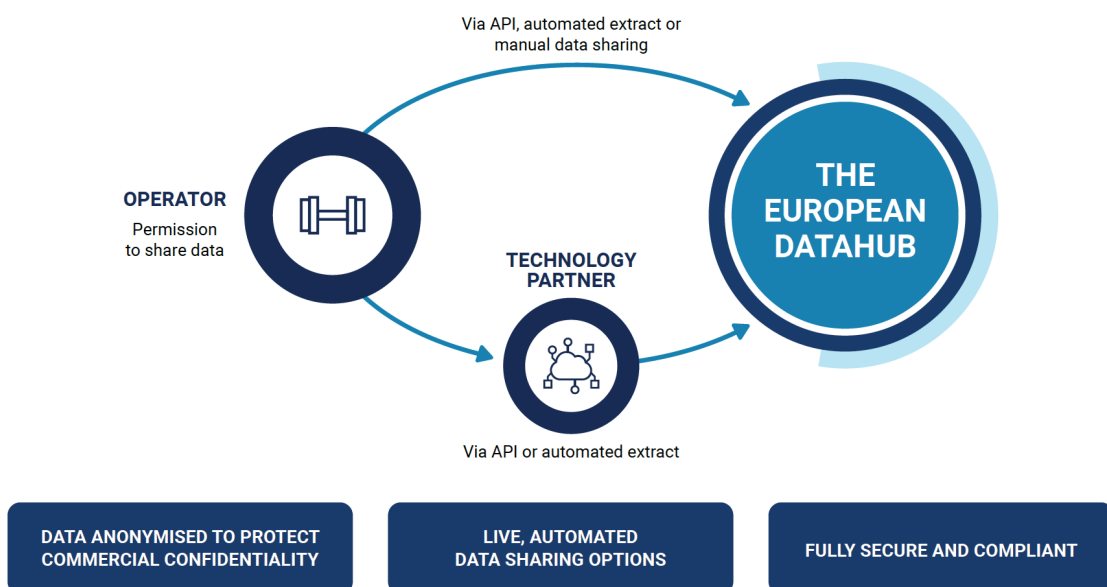 Via API, automated extract or
manual data sharing
OPERATOR
Permission
to share data
THE
EUROPEAN
DATAHUB
TECHNOLOGY
PARTNER
Via API or automated extract
DATA ANONYMISED TO PROTECT
COMMERCIAL CONFIDENTIALITY
LIVE, AUTOMATED
DATA SHARING OPTIONS
FULLY SECURE AND COMPLIANT